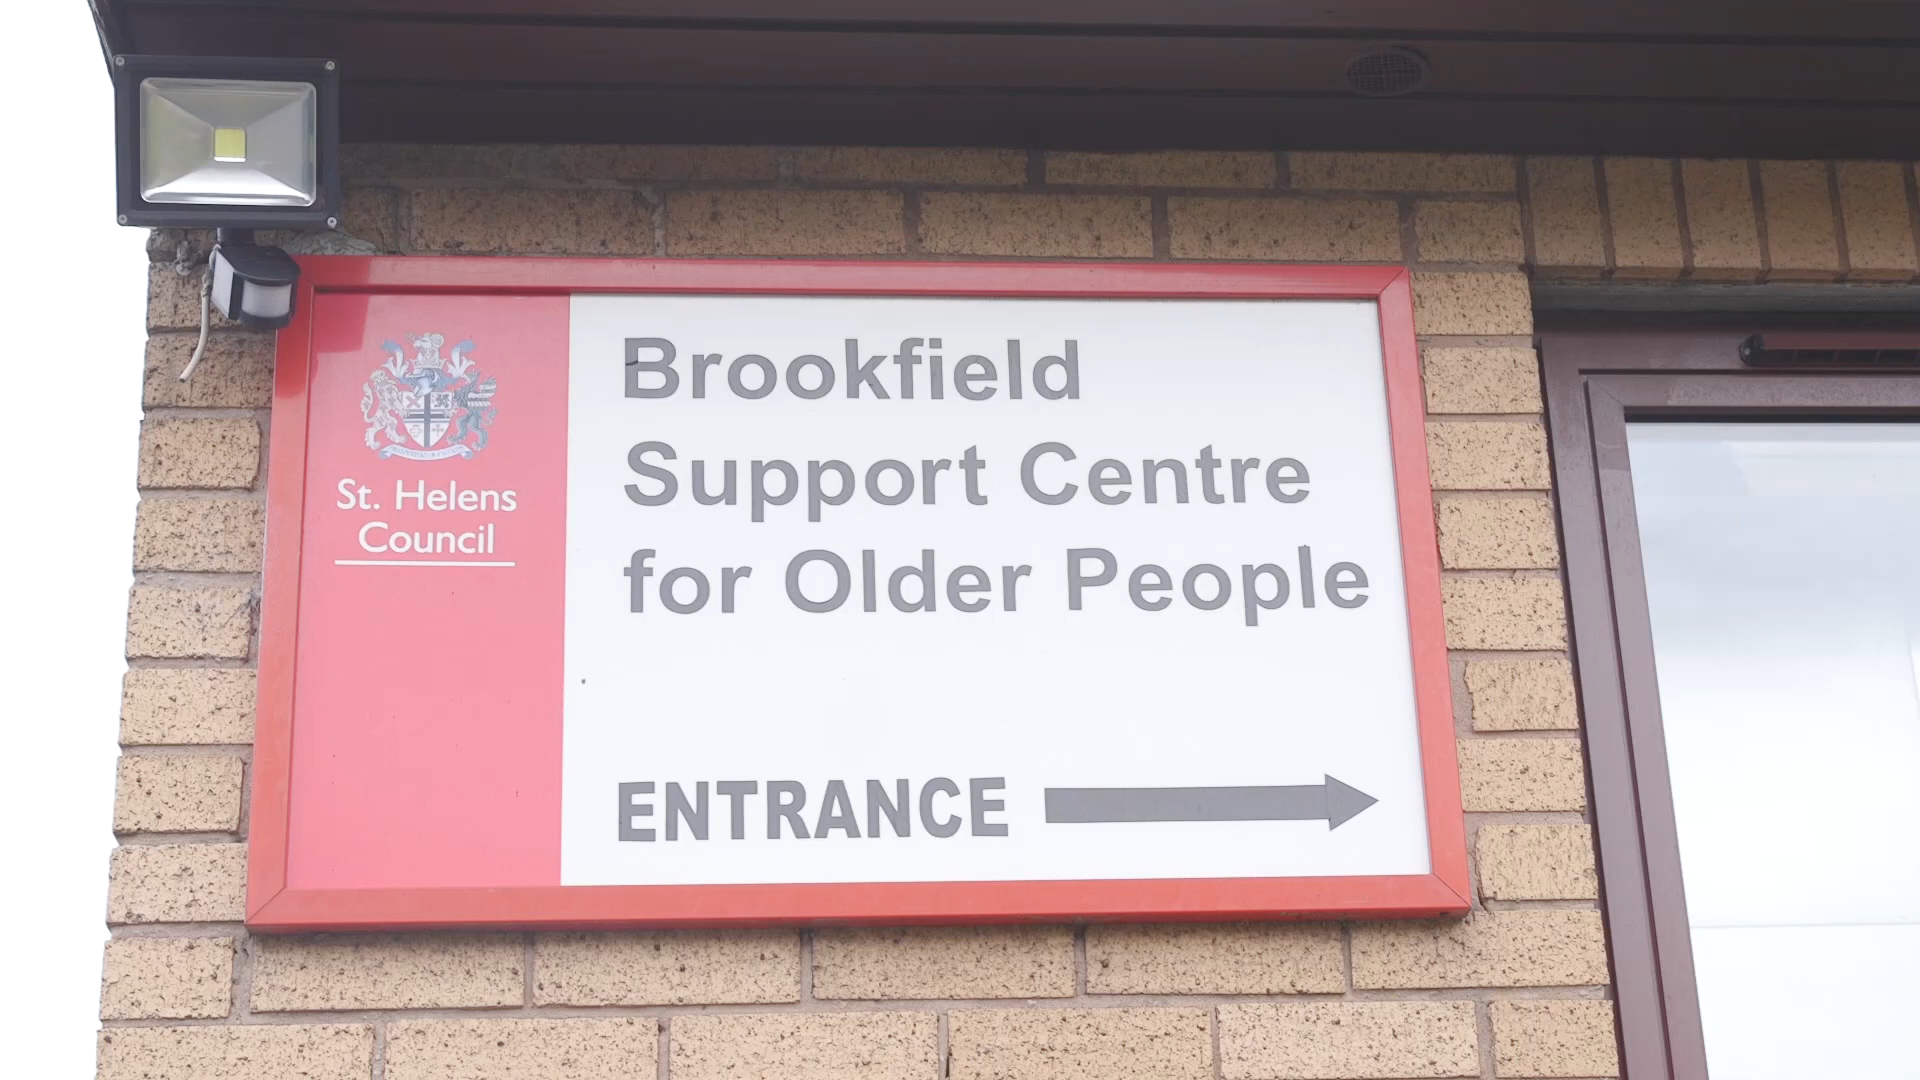 St. Helens
Council
Brookfield
Support Centre
for Older People
ENTRANCE